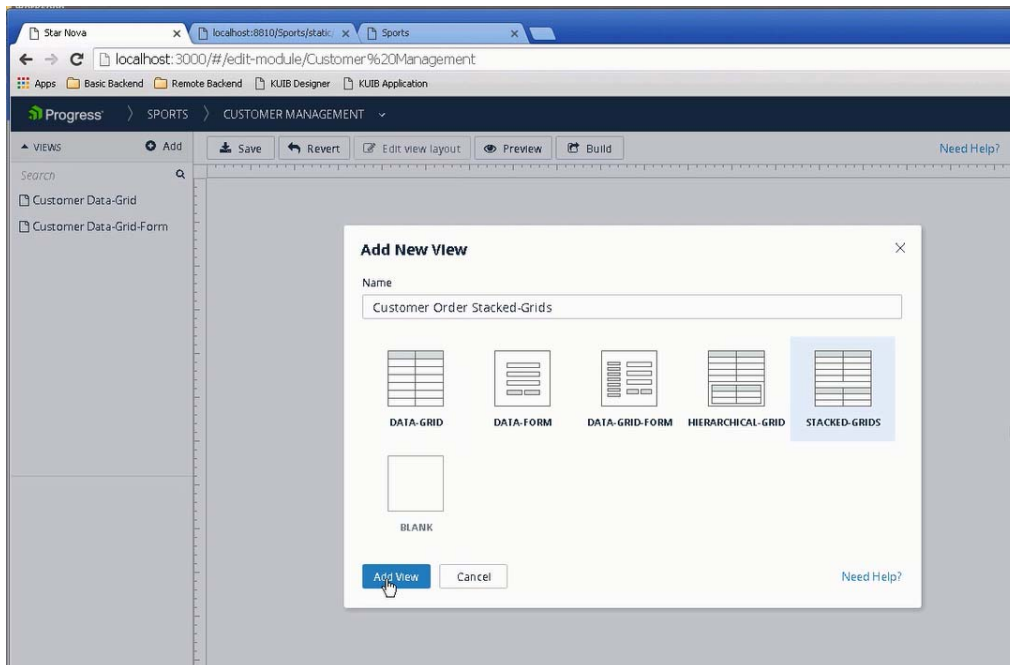 Star Nova
localhost:8810/Sports/static
Sports
localhost:3000/#/edit-module/Customer%20Management
Apps Basic Backend Remote Backend KUIB Designer KUIB Application
Progress SPORTS CUSTOMER MANAGEMENT
VIEWS Add
Save Revert Edit view layout Preview Build Need Help?
Search
Customer Data-Grid
Customer Data-Grid-Form
Add New View
Name
Customer Order Stacked-Grids
DATA-GRID DATA-FORM DATA-GRID-FORM HIERARCHICAL-GRID STACKED-GRIDS
BLANK
Add View Cancel Need Help?